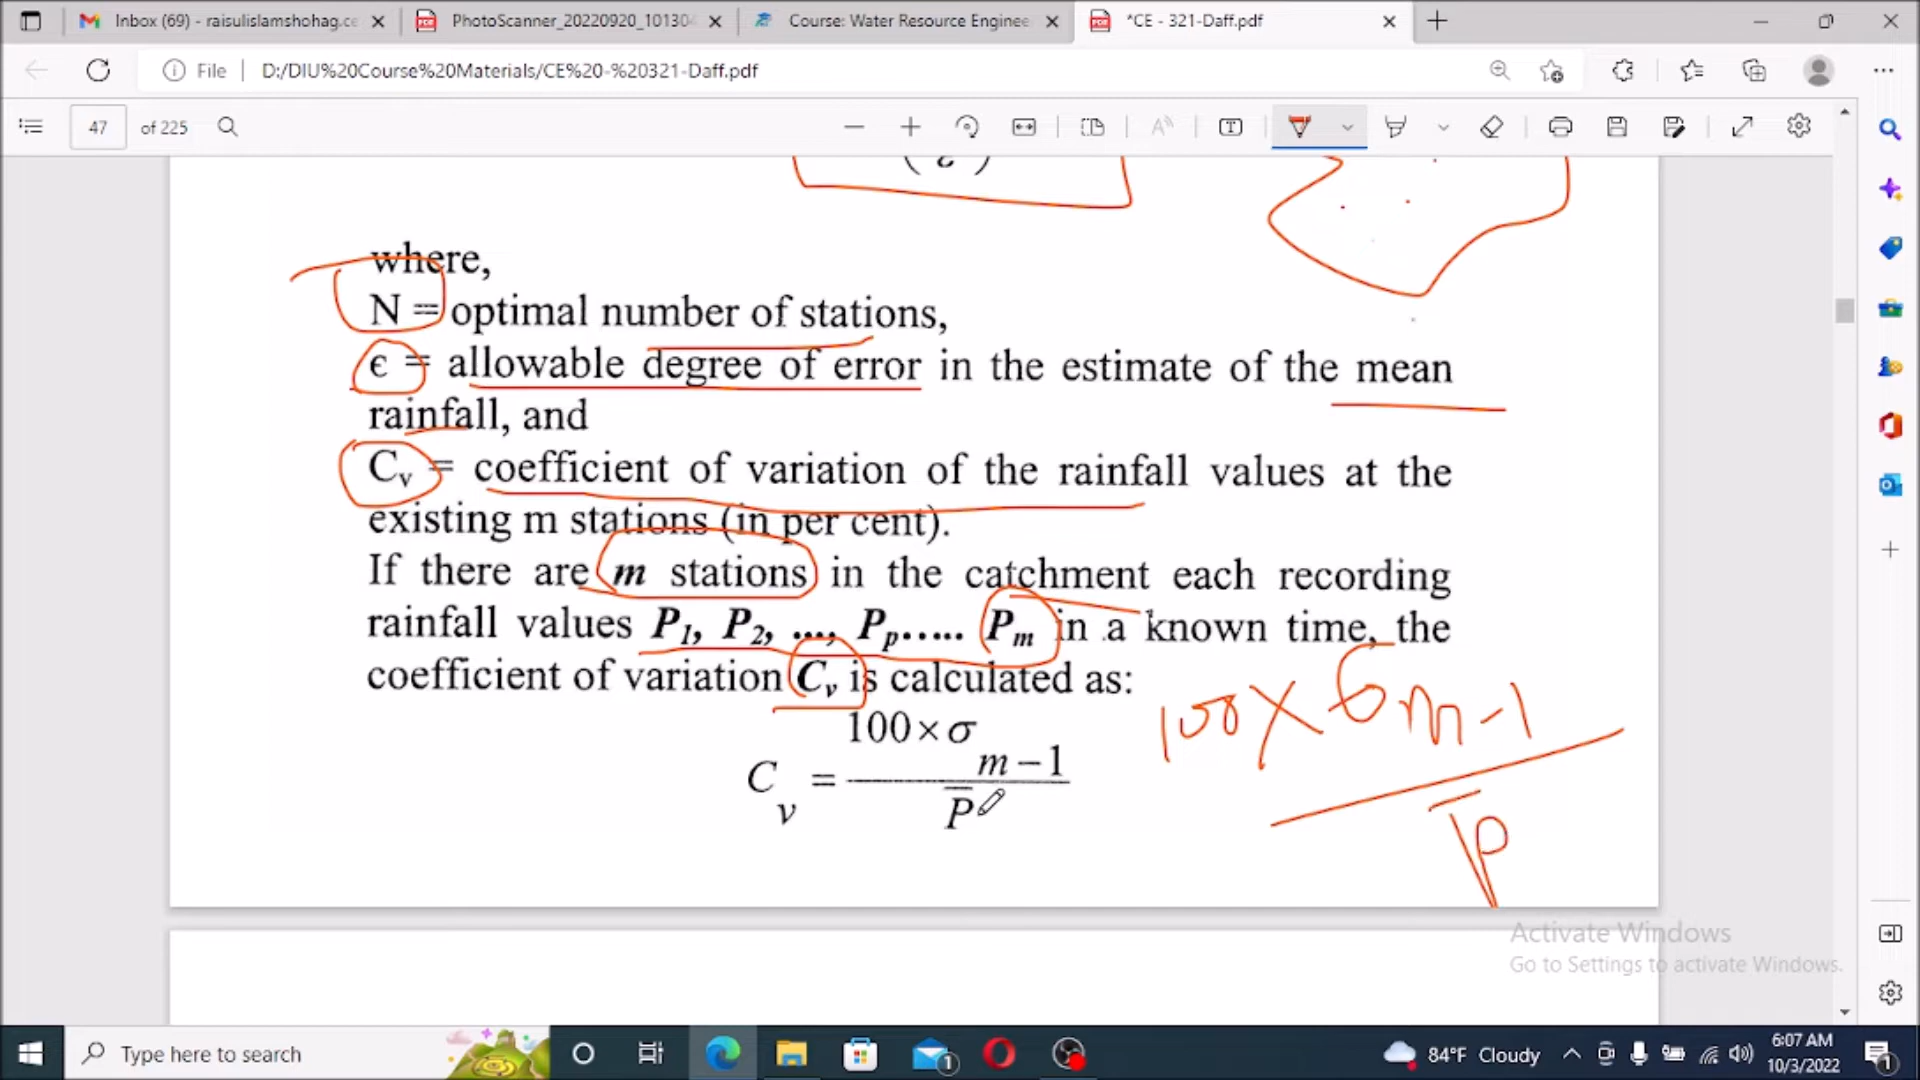 Inbox (69) - raisulislamshohag.ce
PhotoScanner_20220920_10130
Course: Water Resource Enginee
*CE - 321-Daff.pdf
File
D:/DIU%20Course%20Materials/CE%20-%20321-Daff.pdf
47 of 225
where,
N = optimal number of stations,
ϵ = allowable degree of error in the estimate of the mean
rainfall, and
Cv = coefficient of variation of the rainfall values at the
existing m stations (in per cent).
If there are m stations in the catchment each recording
rainfall values P1, P2, ...., Pp..... Pm in a known time, the
coefficient of variation Cv is calculated as:
Cv = 100×σ m−1 / P̅
100 × σ m-1
P̅
Activate Windows
Go to Settings to activate Windows.
Type here to search
84°F Cloudy
6:07 AM
10/3/2022